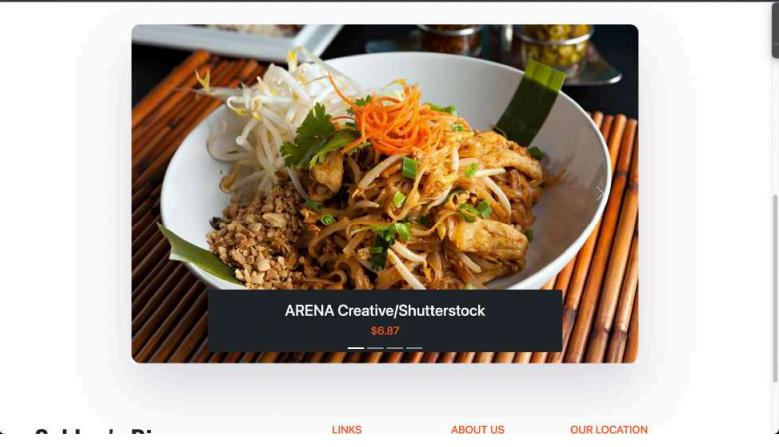 ARENA Creative/Shutterstock
$6.87
LINKS
ABOUT US
OUR LOCATION